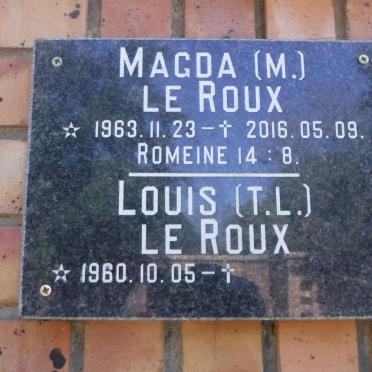 MAGDA (M.)
LE ROUX
☆ 1963.11.23 – ✝ 2016.05.09.
ROMEINE 14 : 8.
LOUIS (T.L.)
LE ROUX
☆ 1960.10.05 – ✝